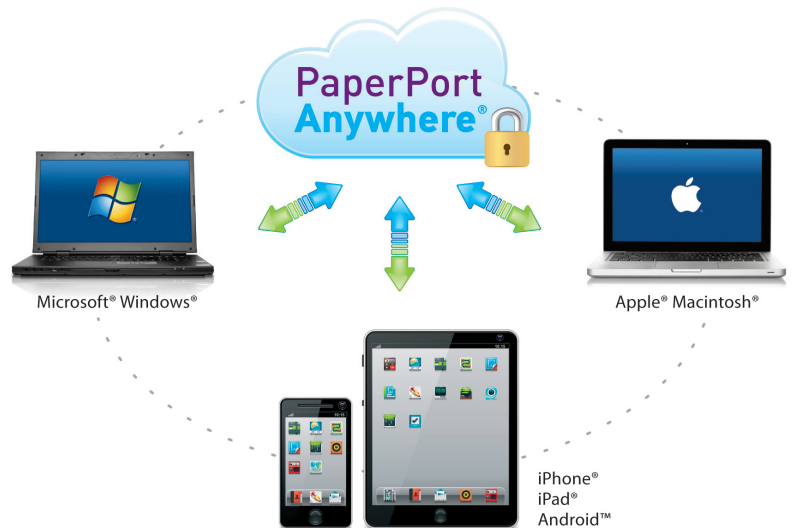 PaperPort
Anywhere®
Microsoft® Windows®
Apple® Macintosh®
iPhone®
iPad®
Android™